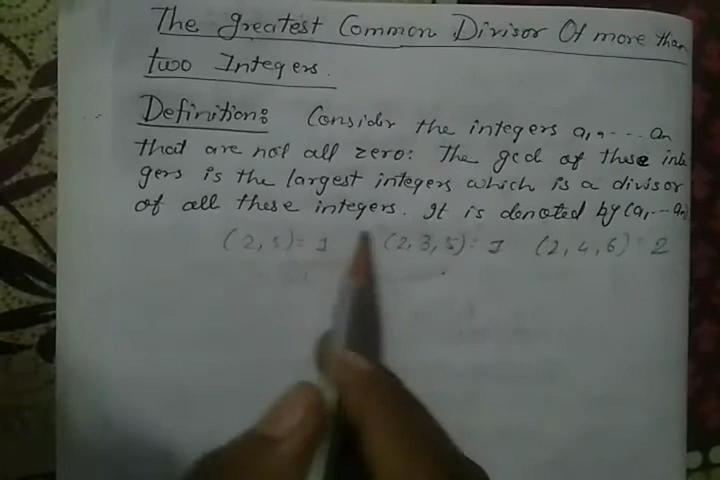 The greatest Common Divisor Of more than
two Integers.
Definition: Consider the integers a1, ... an
that are not all zero: The gcd of these inte
gers is the largest integers which is a divisor
of all these integers. It is denoted by (a1, ... an)
(2, 5) = 1 (2, 3, 5) = 1 (2, 4, 6) = 2